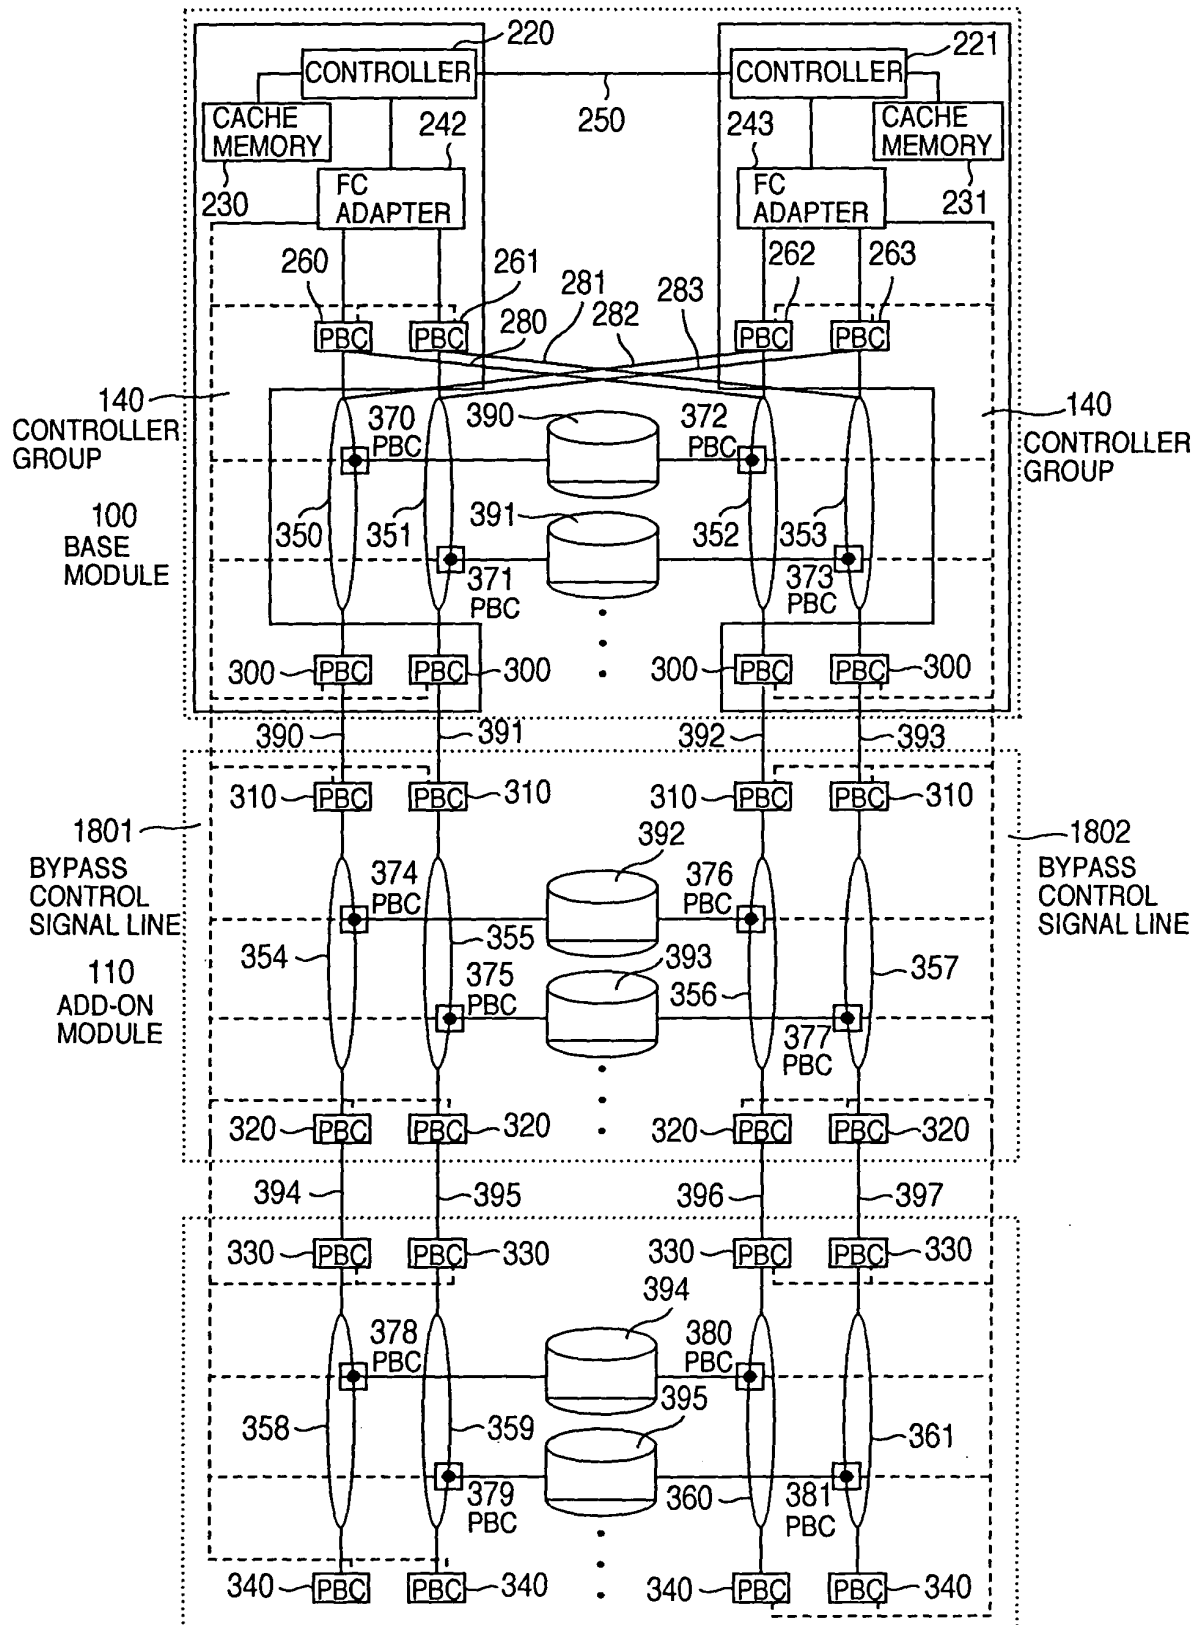 220
221
CONTROLLER
CONTROLLER
CACHE
MEMORY
242
250
243
CACHE
MEMORY
230
FC
ADAPTER
FC
ADAPTER
231
260
261
281
282
283
262
263
280
PBC
PBC
PBC
PBC
140
CONTROLLER
GROUP
370
PBC
390
372
PBC
140
CONTROLLER
GROUP
100
BASE
MODULE
350
351
391
352
353
371
PBC
373
PBC
300
PBC
PBC
300
300
PBC
PBC
300
390
391
392
393
310
PBC
PBC
310
310
PBC
PBC
310
1801
BYPASS
CONTROL
SIGNAL LINE
392
1802
BYPASS
CONTROL
SIGNAL LINE
374
PBC
376
PBC
354
355
357
110
ADD-ON
MODULE
375
PBC
393
356
377
PBC
320
PBC
PBC
320
320
PBC
PBC
320
394
395
396
397
330
PBC
PBC
330
330
PBC
PBC
330
394
378
PBC
380
PBC
395
358
359
361
379
PBC
360
381
PBC
340
PBC
PBC
340
340
PBC
PBC
340